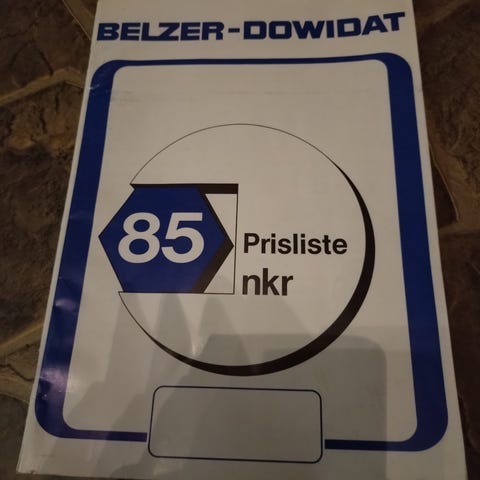 BELZER-DOWIDAT
85
Prisliste
nkr